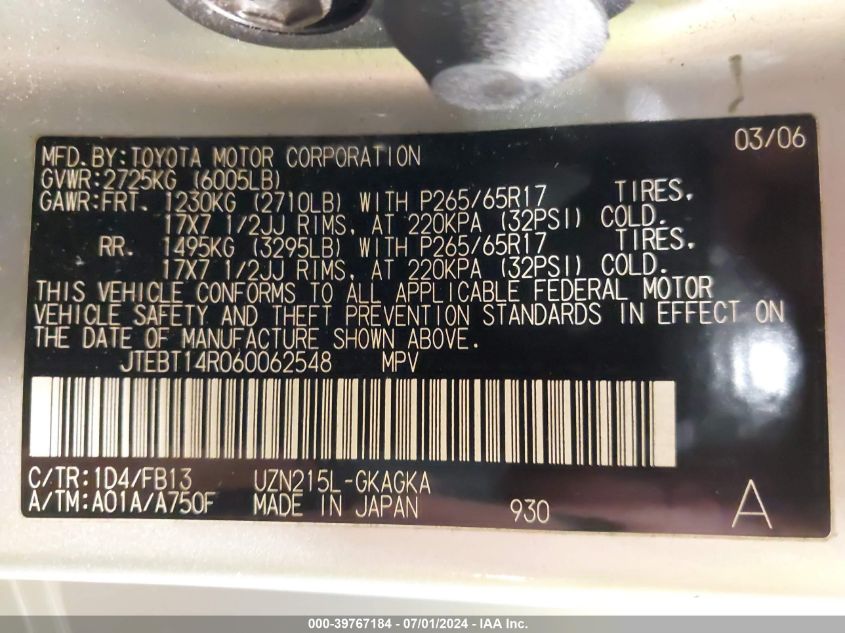 03/06
MFD.BY:TOYOTA MOTOR CORPORATION
GVWR:2725KG (6005LB)
GAWR:FRT. 1230KG (2710LB) WITH P265/65R17 TIRES,
17X7 1/2JJ RIMS, AT 220KPA (32PSI) COLD.
RR. 1495KG (3295LB) WITH P265/65R17 TIRES,
17X7 1/2JJ RIMS, AT 220KPA (32PSI) COLD.
THIS VEHICLE CONFORMS TO ALL APPLICABLE FEDERAL MOTOR
VEHICLE SAFETY AND THEFT PREVENTION STANDARDS IN EFFECT ON
THE DATE OF MANUFACTURE SHOWN ABOVE.
JTEBT14R060062548 MPV
C/TR:1D4/FB13 UZN215L-GKAGKA
A/TM:A01A/A750F MADE IN JAPAN 930 A
000-39767184 - 07/01/2024 - IAA Inc.